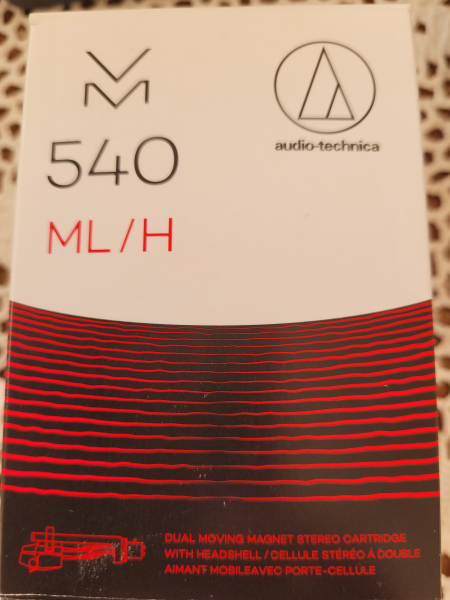 VM
audio-technica
540
ML/H
DUAL MOVING MAGNET STEREO CARTRIDGE
WITH HEADSHELL / CELLULE STÉRÉO À DOUBLE
AIMANT MOBILEAVEC PORTE-CELLULE